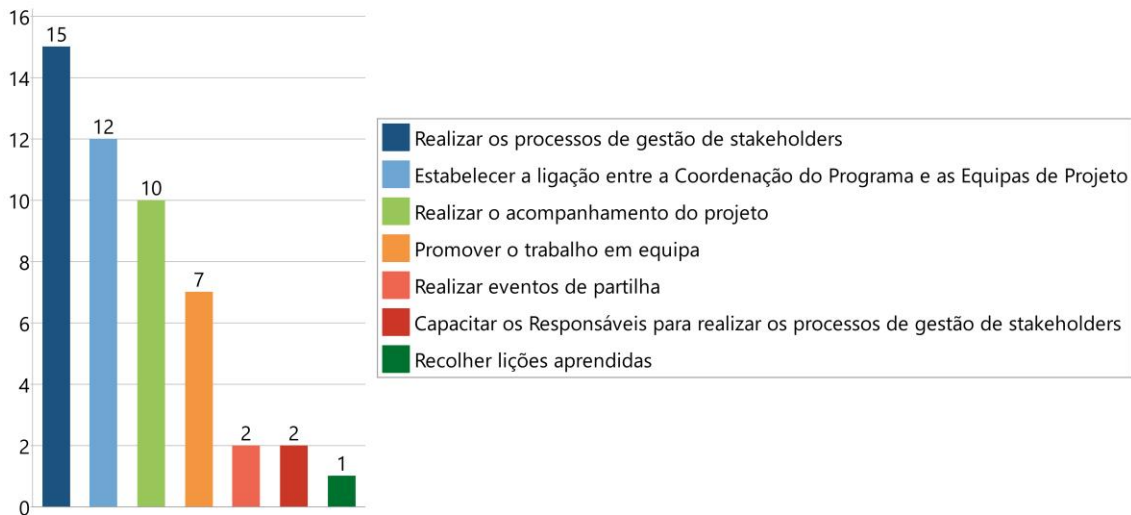 16
14
12
10
8
6
4
2
0
15
12
10
7
2
2
1
Realizar os processos de gestão de stakeholders
Estabelecer a ligação entre a Coordenação do Programa e as Equipas de Projeto
Realizar o acompanhamento do projeto
Promover o trabalho em equipa
Realizar eventos de partilha
Capacitar os Responsáveis para realizar os processos de gestão de stakeholders
Recolher lições aprendidas